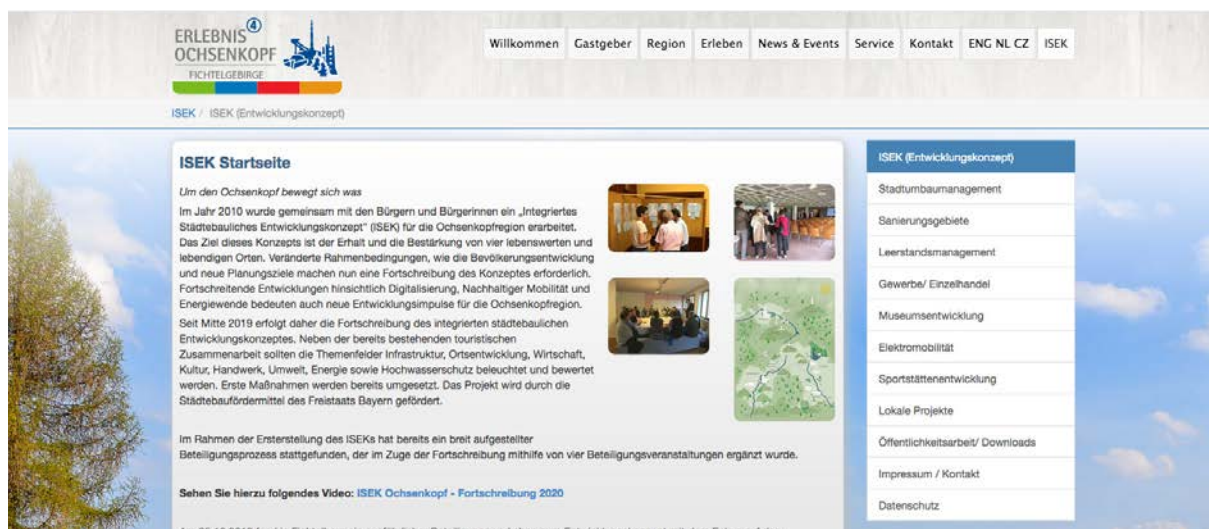 ERLEBNIS 4
OCHSENKOPF
FICHTELGEBIRGE
Willkommen Gastgeber Region Erleben News & Events Service Kontakt ENG NL CZ ISEK
ISEK / ISEK (Entwicklungskonzept)
ISEK Startseite
Um den Ochsenkopf bewegt sich was
Im Jahr 2010 wurde gemeinsam mit den Bürgern und Bürgerinnen ein „Integriertes
Städtebauliches Entwicklungskonzept" (ISEK) für die Ochsenkopfregion erarbeitet.
Das Ziel dieses Konzepts ist der Erhalt und die Bestärkung von vier lebenswerten und
lebendigen Orten. Veränderte Rahmenbedingungen, wie die Bevölkerungsentwicklung
und neue Planungsziele machen nun eine Fortschreibung des Konzeptes erforderlich.
Fortschreitende Entwicklungen hinsichtlich Digitalisierung, Nachhaltiger Mobilität und
Energiewende bedeuten auch neue Entwicklungsimpulse für die Ochsenkopfregion.
Seit Mitte 2019 erfolgt daher die Fortschreibung des integrierten städtebaulichen
Entwicklungskonzeptes. Neben der bereits bestehenden touristischen
Zusammenarbeit sollten die Themenfelder Infrastruktur, Ortsentwicklung, Wirtschaft,
Kultur, Handwerk, Umwelt, Energie sowie Hochwasserschutz beleuchtet und bewertet
werden. Erste Maßnahmen werden bereits umgesetzt. Das Projekt wird durch die
Städtebaufördermittel des Freistaats Bayern gefördert.
Im Rahmen der Ersterstellung des ISEKs hat bereits ein breit aufgestellter
Beteiligungsprozess stattgefunden, der im Zuge der Fortschreibung mithilfe von vier Beteiligungsveranstaltungen ergänzt wurde.
Sehen Sie hierzu folgendes Video: ISEK Ochsenkopf - Fortschreibung 2020
ISEK (Entwicklungskonzept)
Stadtumbaumanagement
Sanierungsgebiete
Leerstandsmanagement
Gewerbe/ Einzelhandel
Museumsentwicklung
Elektromobilität
Sportstättenentwicklung
Lokale Projekte
Öffentlichkeitsarbeit/ Downloads
Impressum / Kontakt
Datenschutz